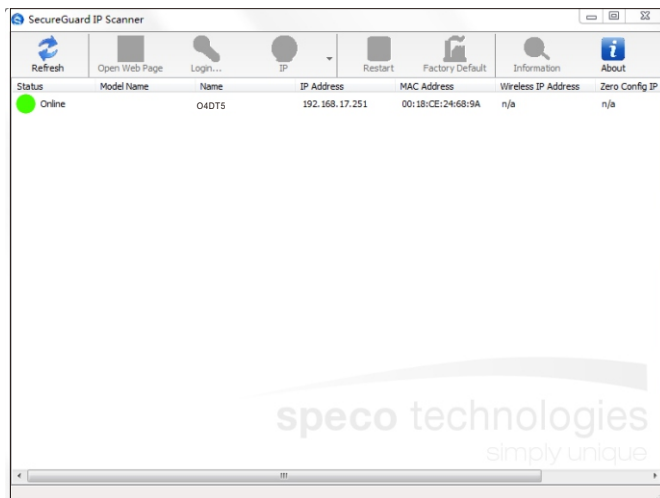 SecureGuard IP Scanner
Refresh Open Web Page Login... IP Restart Factory Default Information About
Status Model Name Name IP Address MAC Address Wireless IP Address Zero Config IP
Online O4DT5 192.168.17.251 00:18:CE:24:68:9A n/a n/a
speco technologies
simply unique